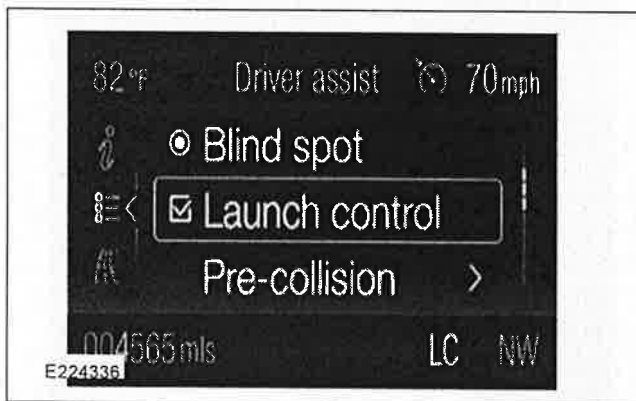 82°F Driver assist 70mph
Blind spot
Launch control
Pre-collision
004565mls LC NW
E224336